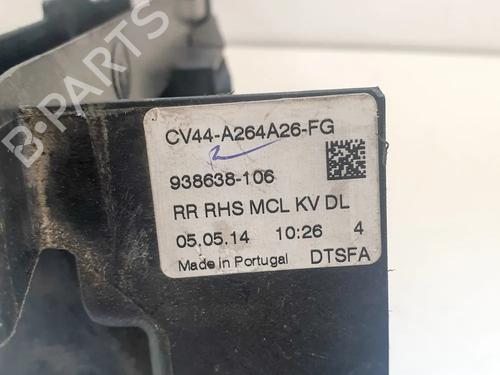 B-PARTS
CV44-A264A26-FG
938638-106
RR RHS MCL KV DL
05.05.14 10:26 4
Made in Portugal DTSFA